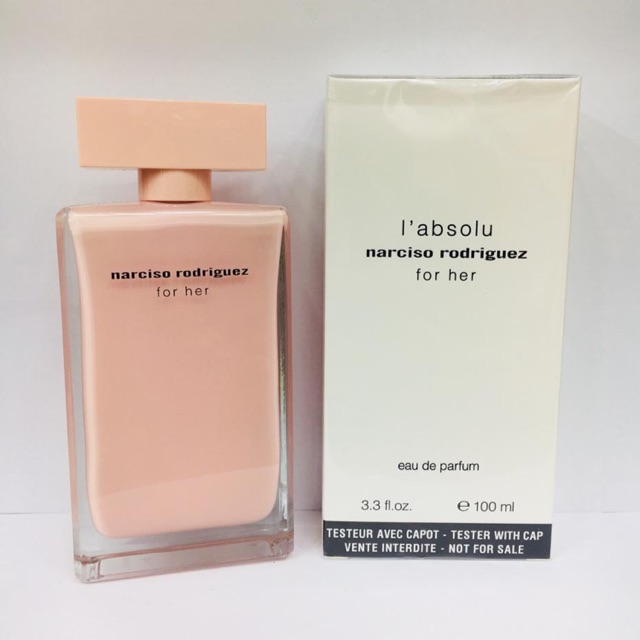 narciso rodriguez
for her
l'absolu
narciso rodriguez
for her
eau de parfum
3.3 fl.oz. ℮ 100 ml
TESTEUR AVEC CAPOT - TESTER WITH CAP
VENTE INTERDITE - NOT FOR SALE